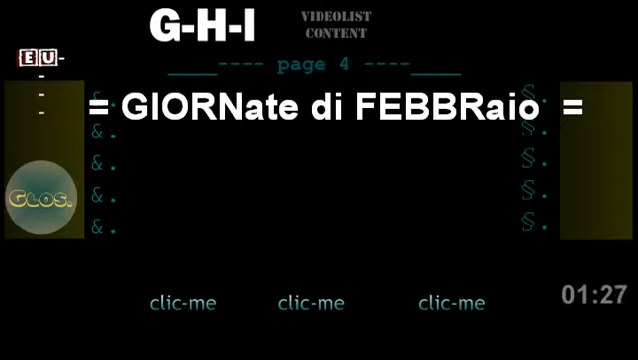 G-H-I
VIDEOLIST
CONTENT
EU-
-
-
-
____---- page 4 ----____
= GIORNate di FEBBRaio =
&. §.
&. §.
&. §.
&. §.
&. §.
GLOS.
clic-me clic-me clic-me
01:27